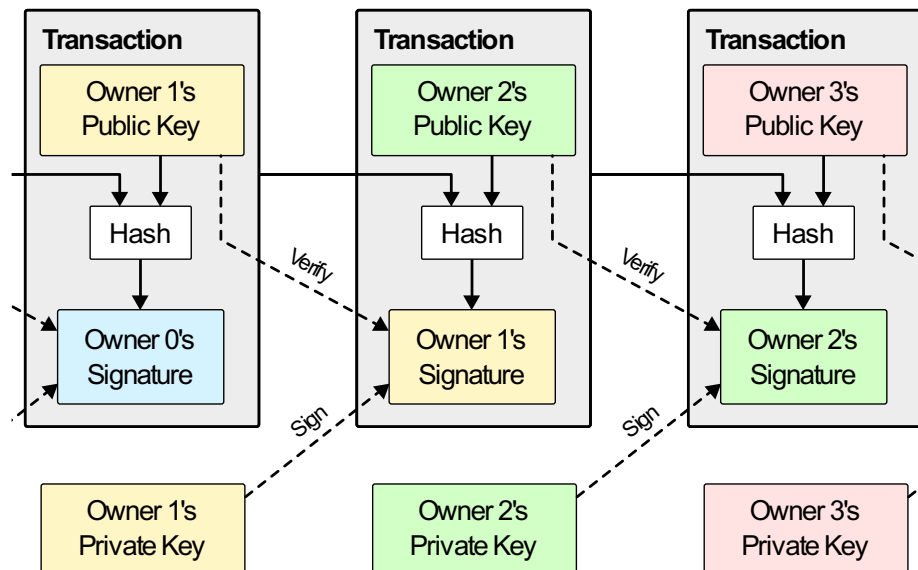 Transaction
Owner 1's
Public Key
Hash
Owner 0's
Signature
Transaction
Owner 2's
Public Key
Hash
Verify
Owner 1's
Signature
Sign
Transaction
Owner 3's
Public Key
Hash
Verify
Owner 2's
Signature
Sign
Owner 1's
Private Key
Owner 2's
Private Key
Owner 3's
Private Key